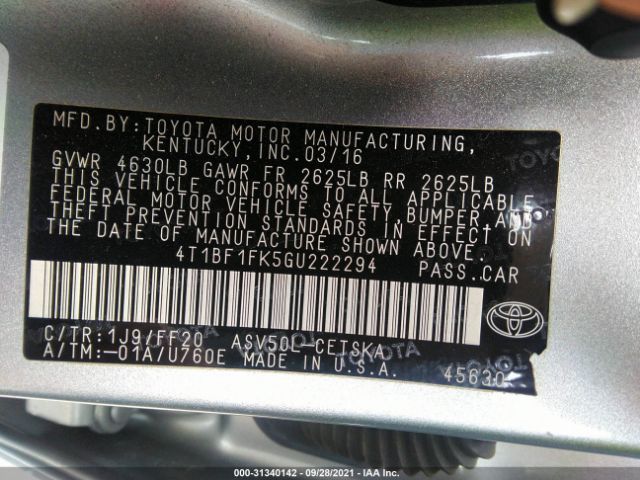 MFD.BY:TOYOTA MOTOR MANUFACTURING,
KENTUCKY,INC.03/16
GVWR 4630LB GAWR FR 2625LB RR 2625LB
THIS VEHICLE CONFORMS TO ALL APPLICABLE
FEDERAL MOTOR VEHICLE SAFETY,BUMPER AND
THEFT PREVENTION STANDARDS IN EFFECT ON
THE DATE OF MANUFACTURE SHOWN ABOVE.
4T1BF1FK5GU222294 PASS.CAR
C/TR:1J9/FF20 ASV50L-CETSKA
A/TM:-01A/U760E MADE IN U.S.A. 45630
000-31340142 | 09/28/2021 | IAA Inc.